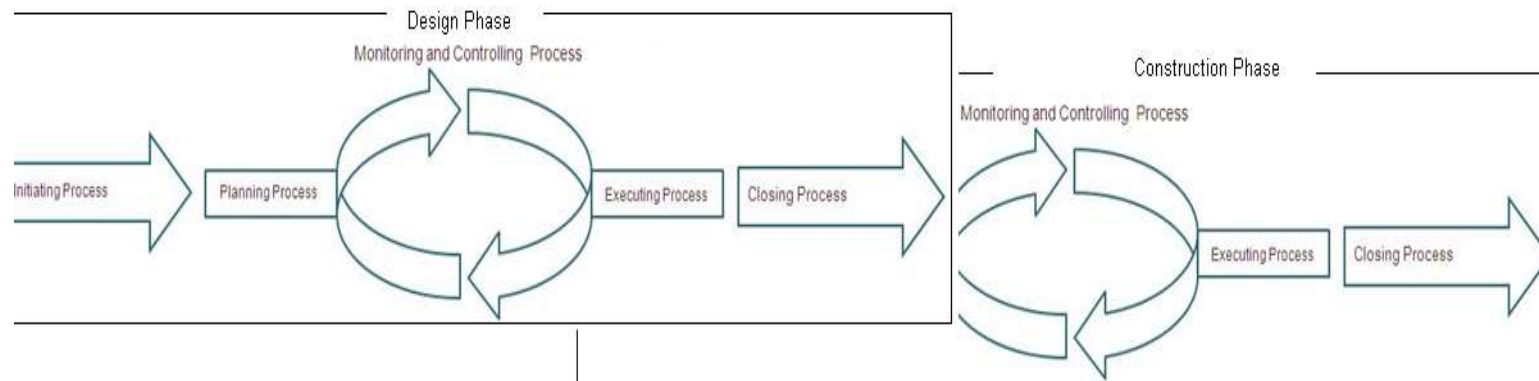 Design Phase
Monitoring and Controlling Process
Initiating Process
Planning Process
Executing Process
Closing Process
Construction Phase
Monitoring and Controlling Process
Executing Process
Closing Process